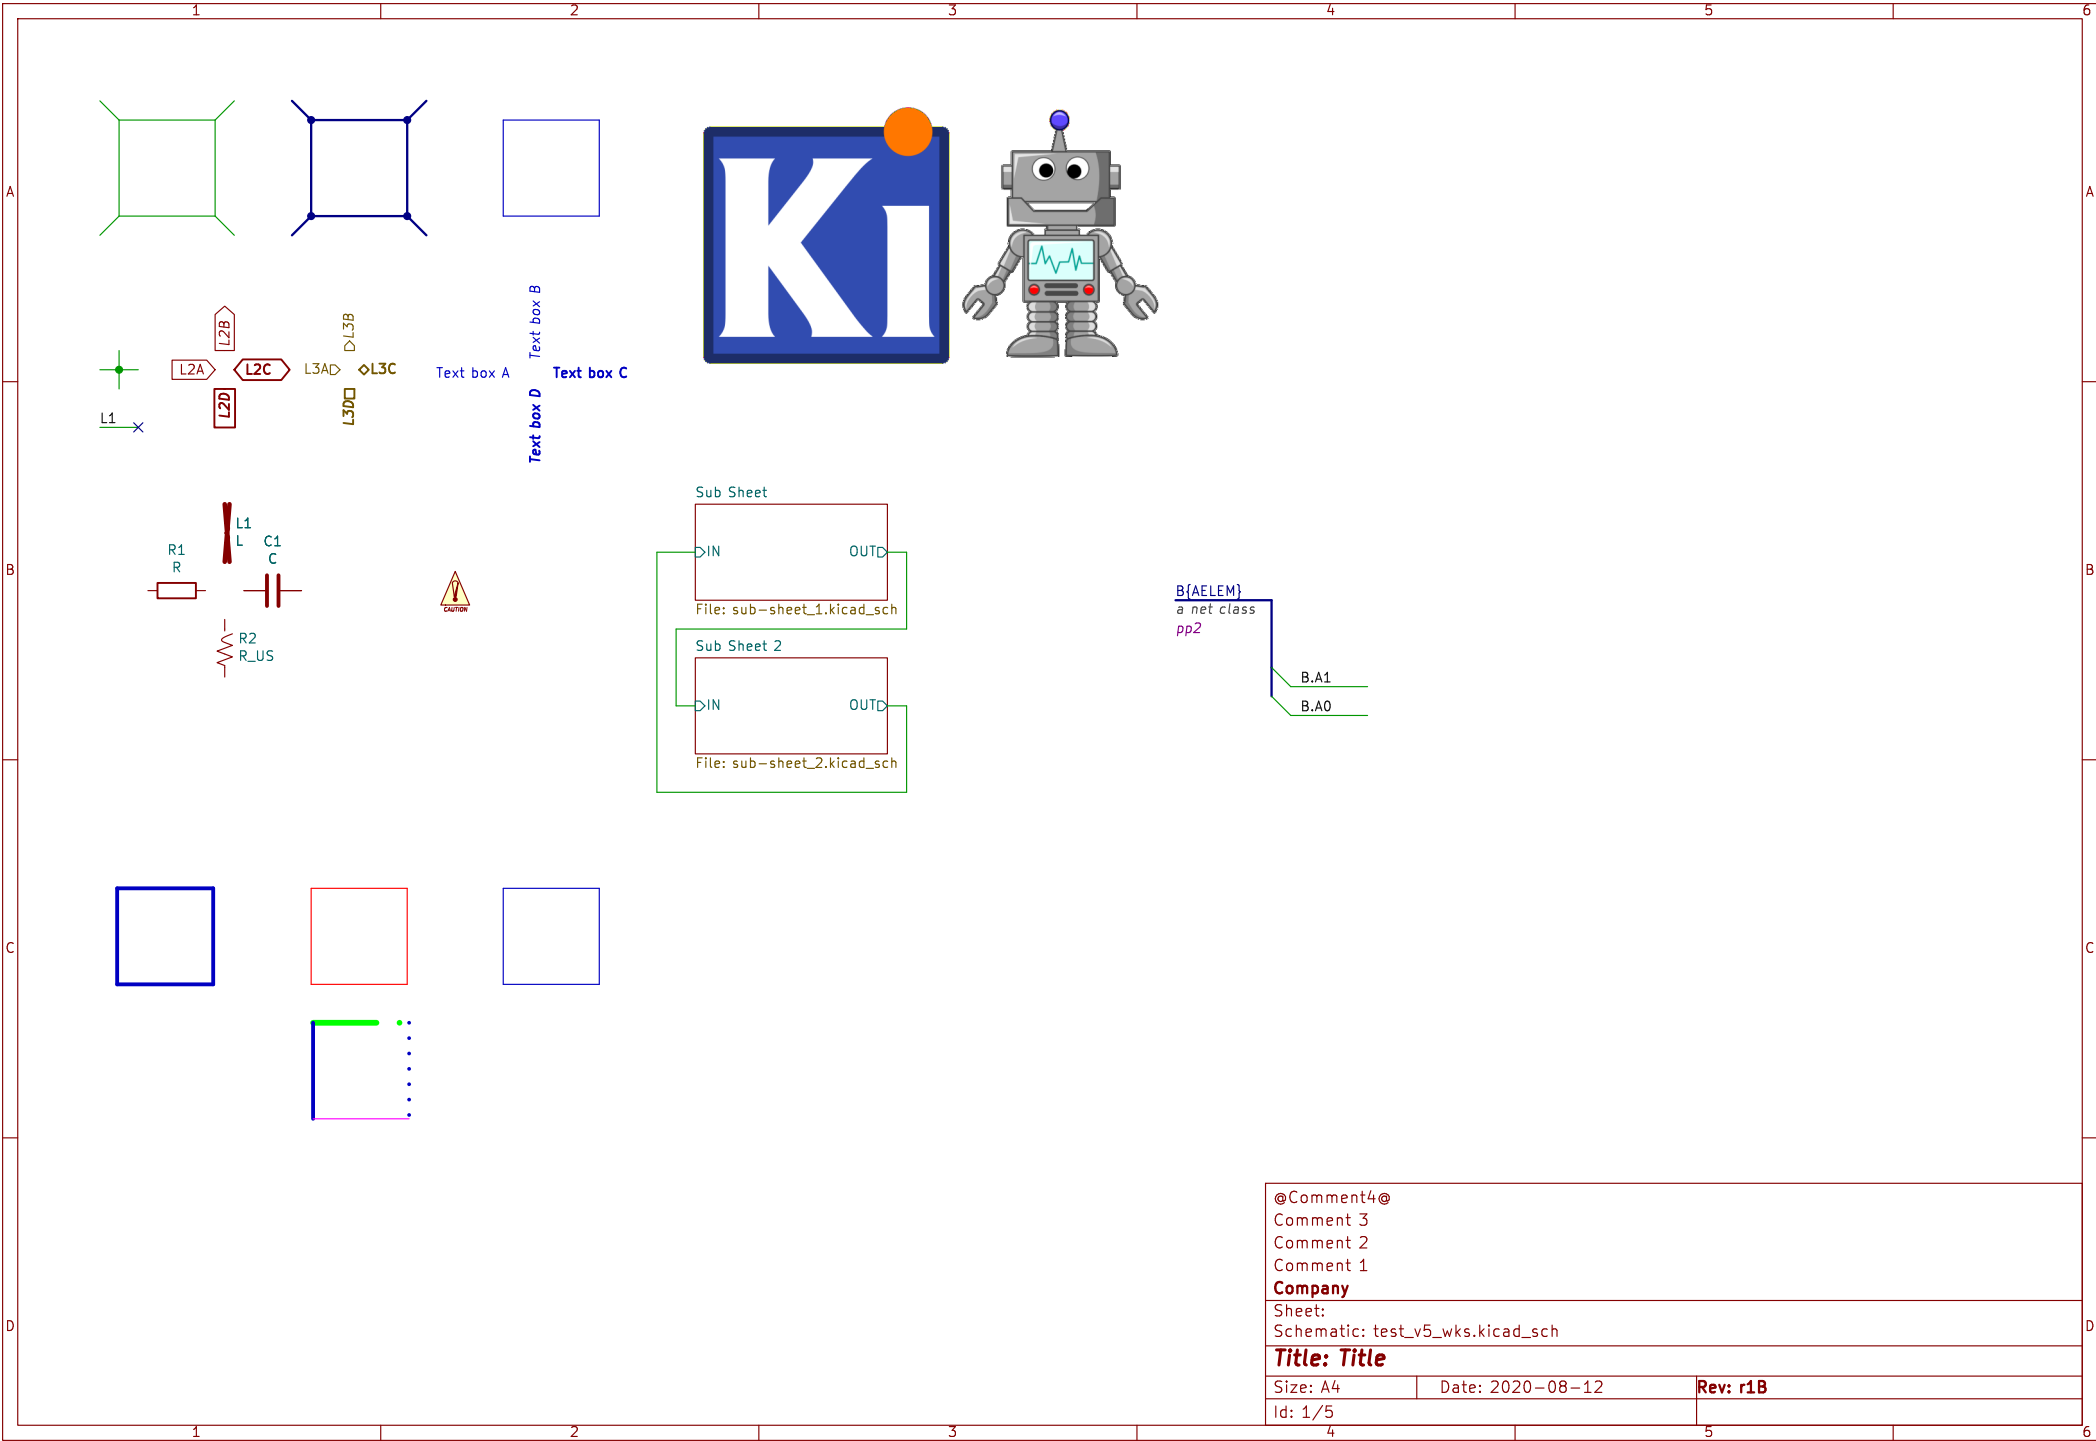 1 2 3 4 5 6
A A
Ki
L2B
L3B
Text box B
L2A L2C L3A L3C Text box A Text box C
L2D
L3D
Text box D
L1
Sub Sheet
L1
L
C1
C
R1
R
IN OUT
B B
CAUTION
File: sub-sheet_1.kicad_sch
B{AELEM}
a net class
pp2
R2
R_US
Sub Sheet 2
B.A1
IN OUT
B.A0
File: sub-sheet_2.kicad_sch
C C
@Comment4@
Comment 3
Comment 2
Comment 1
Company
Sheet:
D D
Schematic: test_v5_wks.kicad_sch
Title: Title
Size: A4 Date: 2020-08-12 Rev: r1B
Id: 1/5
1 2 3 4 5 6